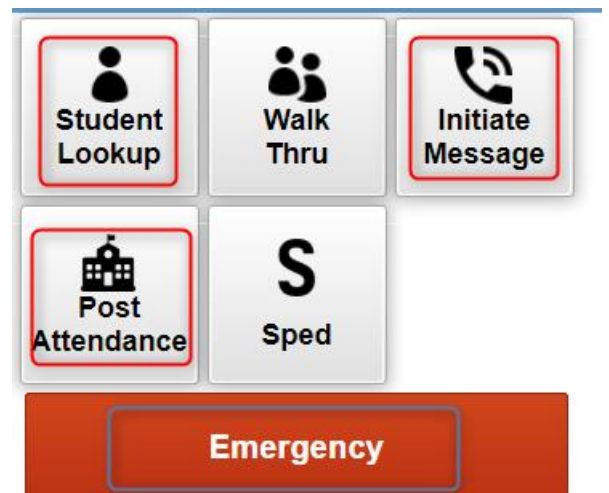 Student
Lookup
Walk
Thru
Initiate
Message
Post
Attendance
S
Sped
Emergency